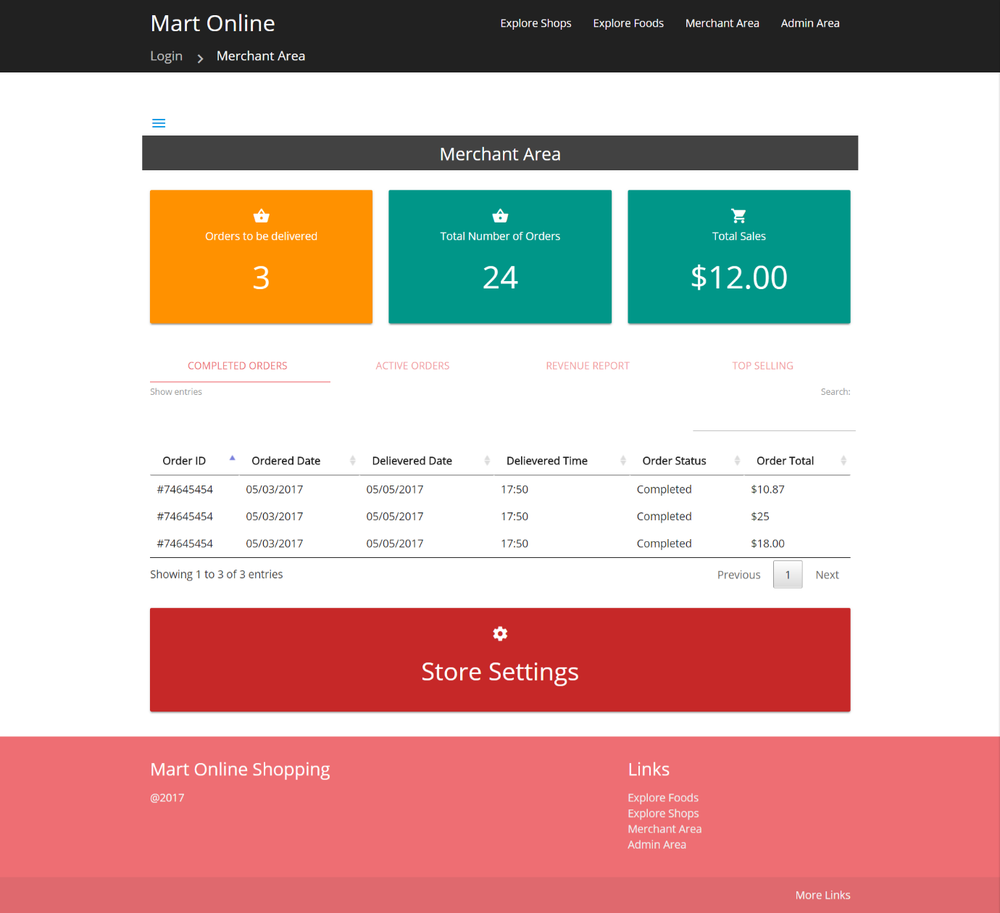 Mart Online
Explore Shops Explore Foods Merchant Area Admin Area
Login Merchant Area
Merchant Area
Orders to be delivered
3
Total Number of Orders
24
Total Sales
$12.00
COMPLETED ORDERS ACTIVE ORDERS REVENUE REPORT TOP SELLING
Show entries Search:
Order ID Ordered Date Delievered Date Delievered Time Order Status Order Total
#74645454 05/03/2017 05/05/2017 17:50 Completed $10.87
#74645454 05/03/2017 05/05/2017 17:50 Completed $25
#74645454 05/03/2017 05/05/2017 17:50 Completed $18.00
Showing 1 to 3 of 3 entries Previous 1 Next
Store Settings
Mart Online Shopping
@2017
Links
Explore Foods
Explore Shops
Merchant Area
Admin Area
More Links